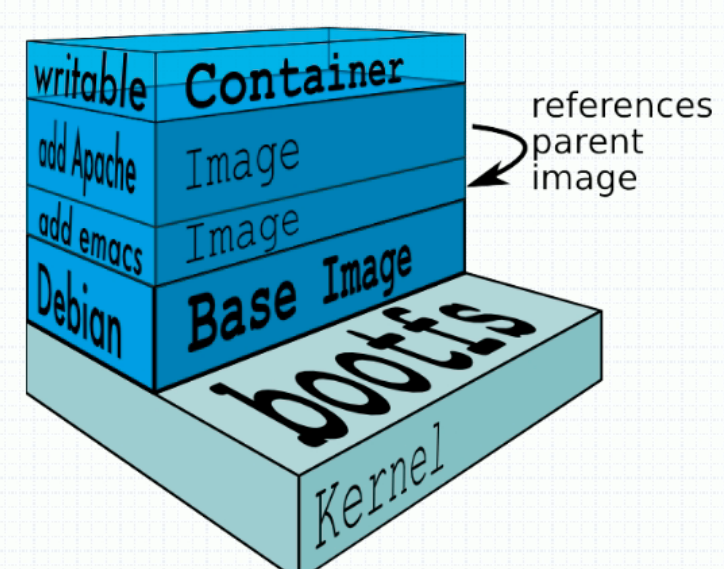 writable Container
references
parent
image
add Apache Image
add emacs Image
Debian Base Image
bootfs
Kernel